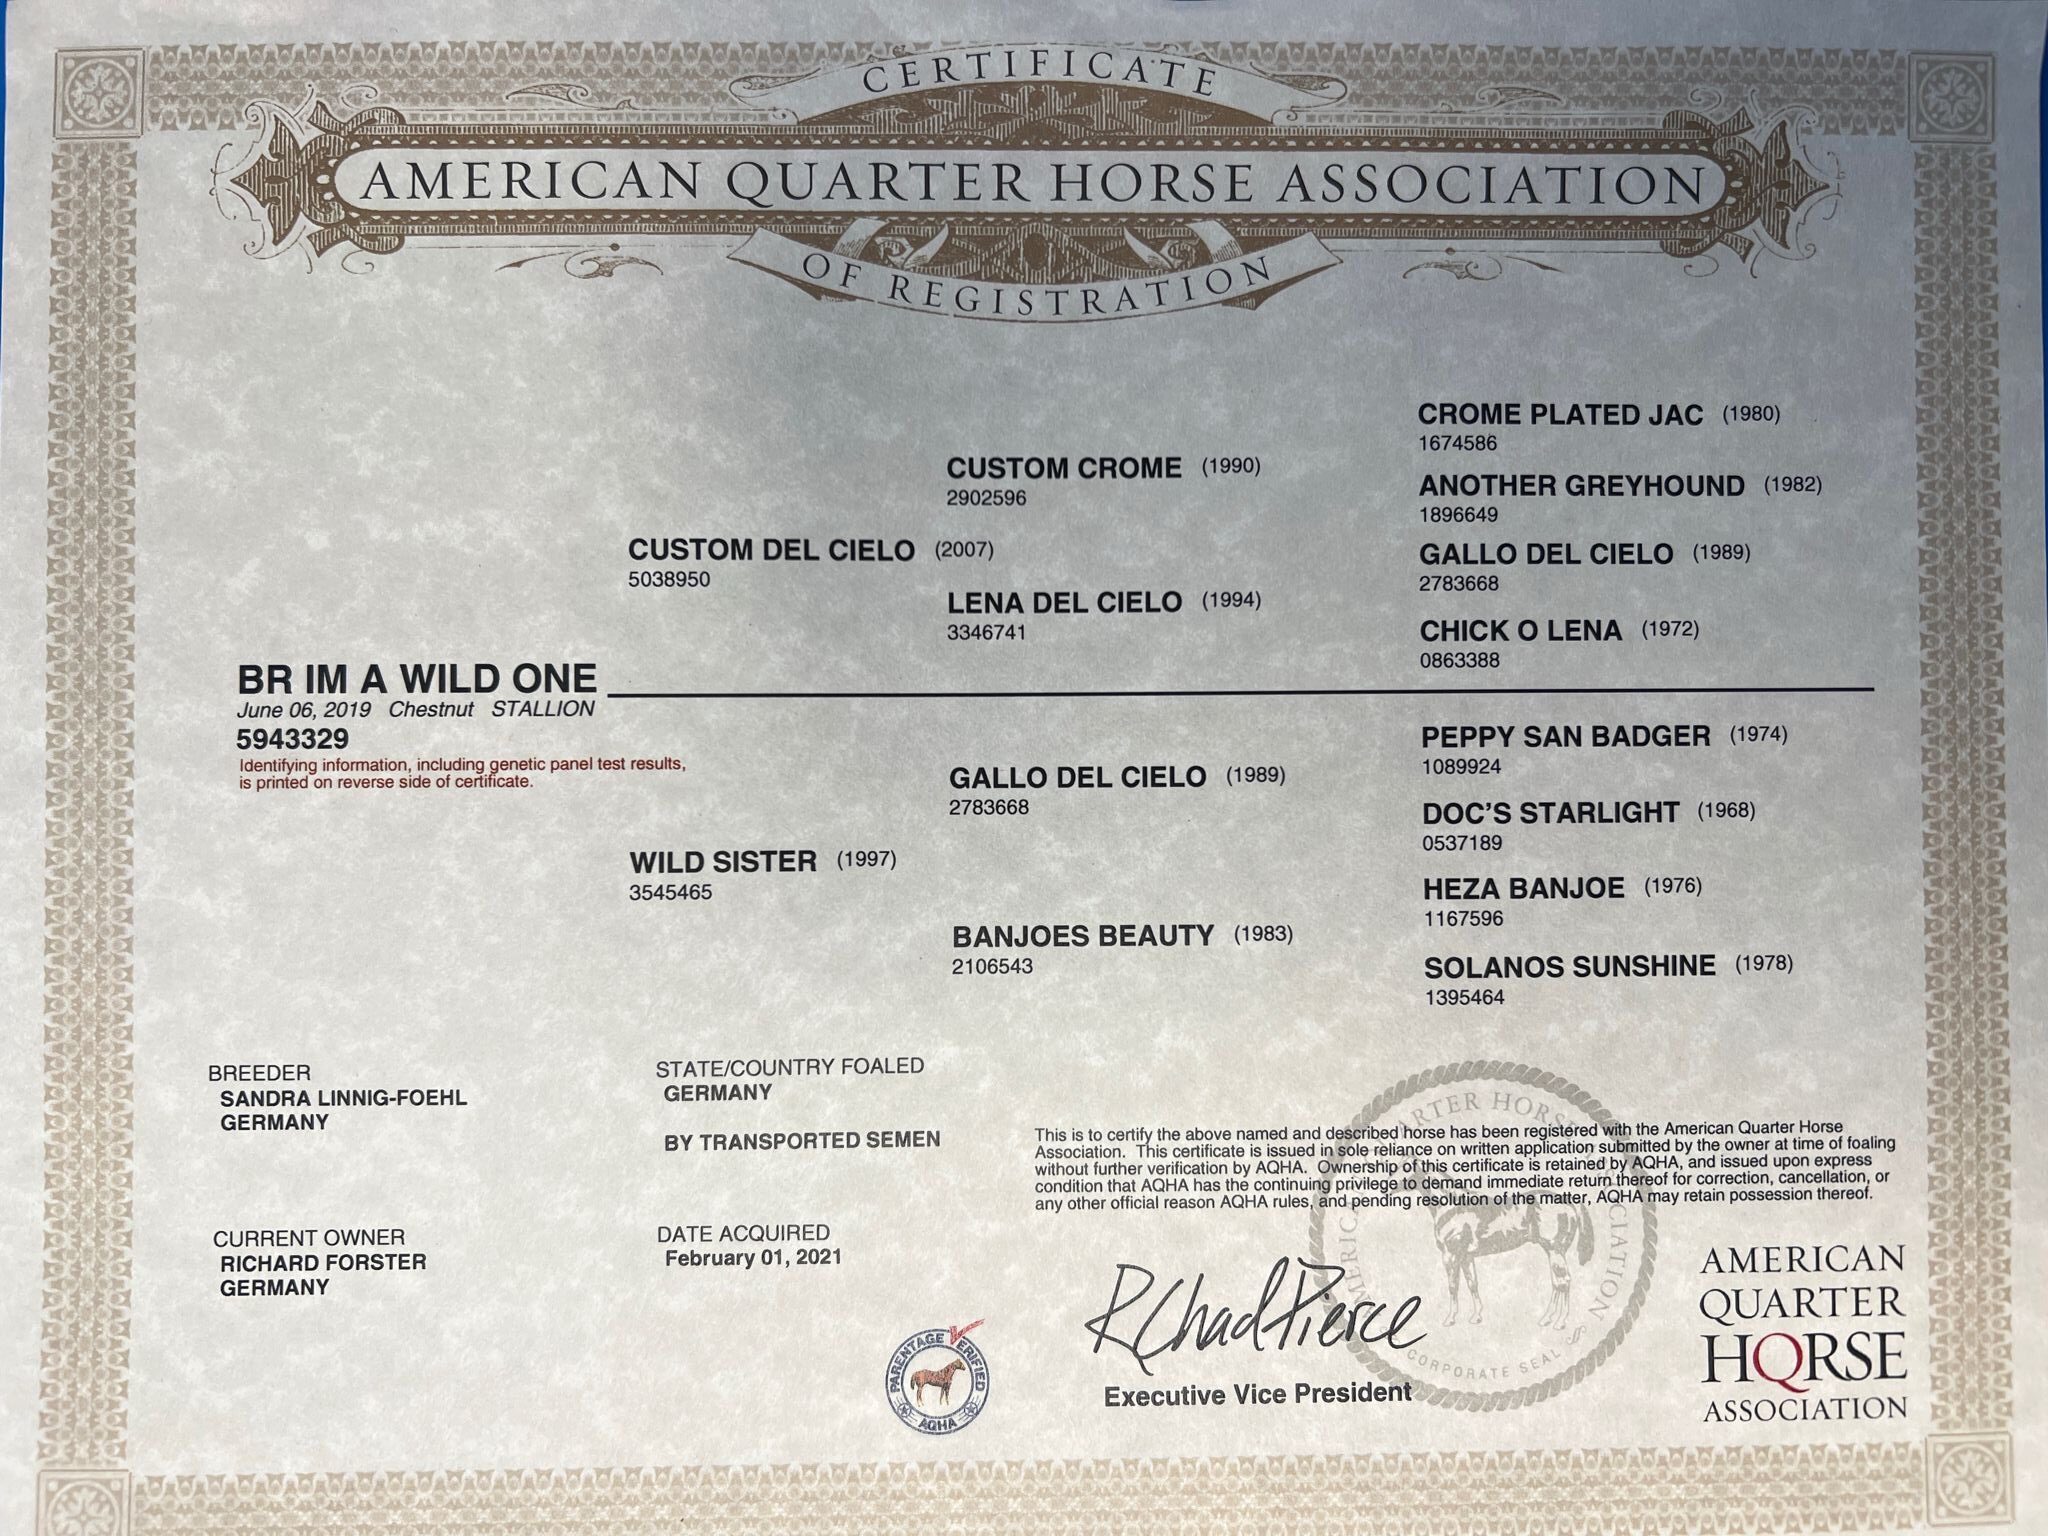 CERTIFICATE
AMERICAN QUARTER HORSE ASSOCIATION
OF REGISTRATION
CROME PLATED JAC (1980)
1674586
CUSTOM CROME (1990)
2902596
ANOTHER GREYHOUND (1982)
1896649
CUSTOM DEL CIELO (2007)
5038950
GALLO DEL CIELO (1989)
2783668
LENA DEL CIELO (1994)
3346741
CHICK O LENA (1972)
0863388
BR IM A WILD ONE
June 06, 2019 Chestnut STALLION
5943329
Identifying information, including genetic panel test results,
is printed on reverse side of certificate.
PEPPY SAN BADGER (1974)
1089924
GALLO DEL CIELO (1989)
2783668
DOC'S STARLIGHT (1968)
0537189
WILD SISTER (1997)
3545465
HEZA BANJOE (1976)
1167596
BANJOES BEAUTY (1983)
2106543
SOLANOS SUNSHINE (1978)
1395464
BREEDER
SANDRA LINNIG-FOEHL
GERMANY
STATE/COUNTRY FOALED
GERMANY
BY TRANSPORTED SEMEN
This is to certify the above named and described horse has been registered with the American Quarter Horse
Association. This certificate is issued in sole reliance on written application submitted by the owner at time of foaling
without further verification by AQHA. Ownership of this certificate is retained by AQHA, and issued upon express
condition that AQHA has the continuing privilege to demand immediate return thereof for correction, cancellation, or
any other official reason AQHA rules, and pending resolution of the matter, AQHA may retain possession thereof.
CURRENT OWNER
RICHARD FORSTER
GERMANY
DATE ACQUIRED
February 01, 2021
PARENTAGE VERIFIED
AQHA
R Chad Pierce
Executive Vice President
AMERICAN QUARTER HORSE ASSOCIATION
CORPORATE SEAL
AMERICAN
QUARTER
HORSE
ASSOCIATION